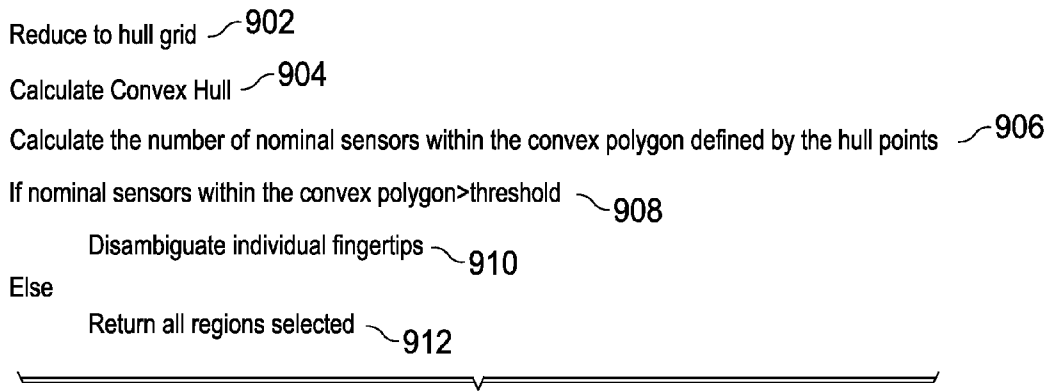 Reduce to hull grid 902
Calculate Convex Hull 904
Calculate the number of nominal sensors within the convex polygon defined by the hull points 906
If nominal sensors within the convex polygon>threshold 908
Disambiguate individual fingertips 910
Else
Return all regions selected 912